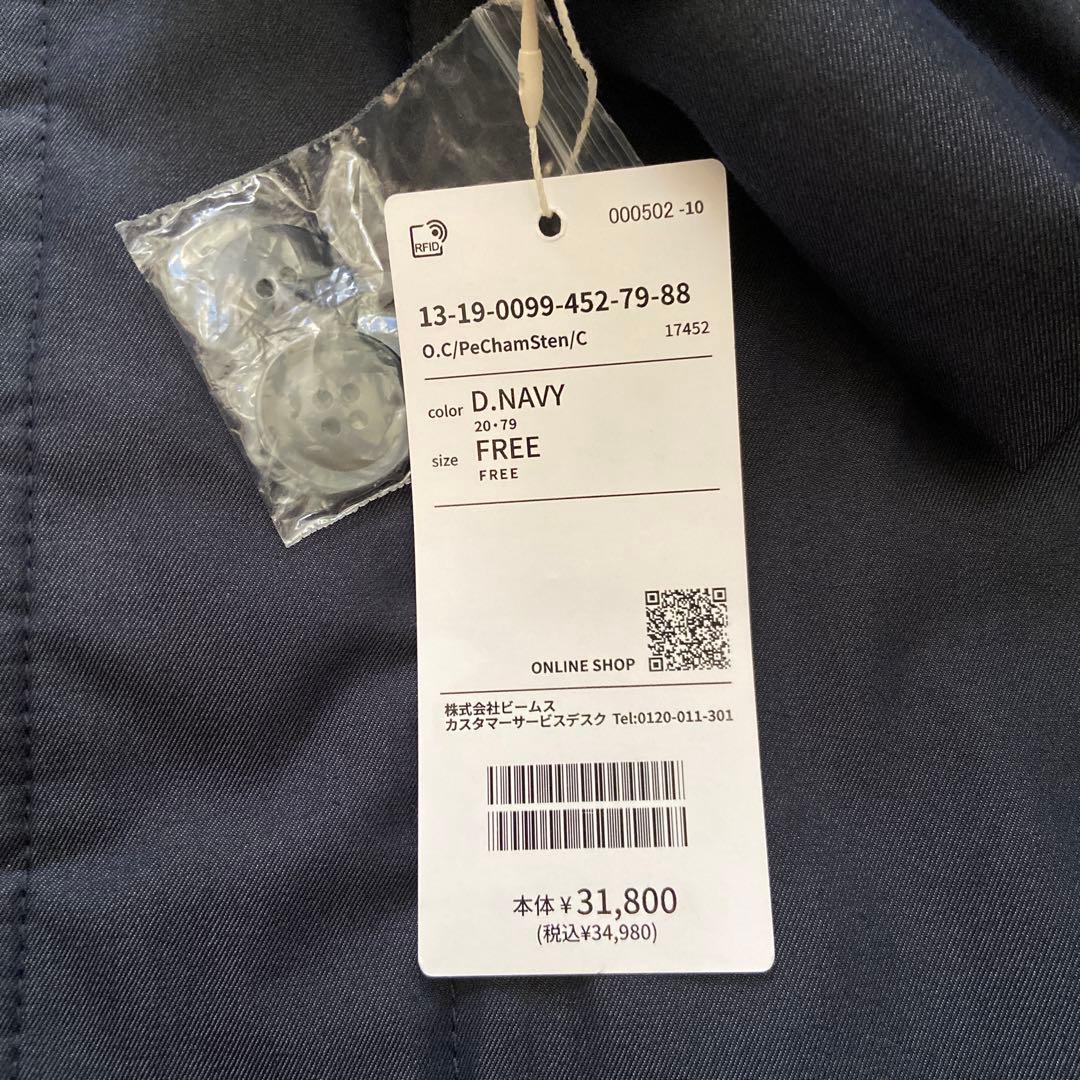 RFID
000502 -10
13-19-0099-452-79-88
O.C/PeChamSten/C 17452
color D.NAVY
20・79
size FREE
FREE
ONLINE SHOP
株式会社ビームス
カスタマーサービスデスク Tel:0120-011-301
本体 ¥ 31,800
(税込¥34,980)